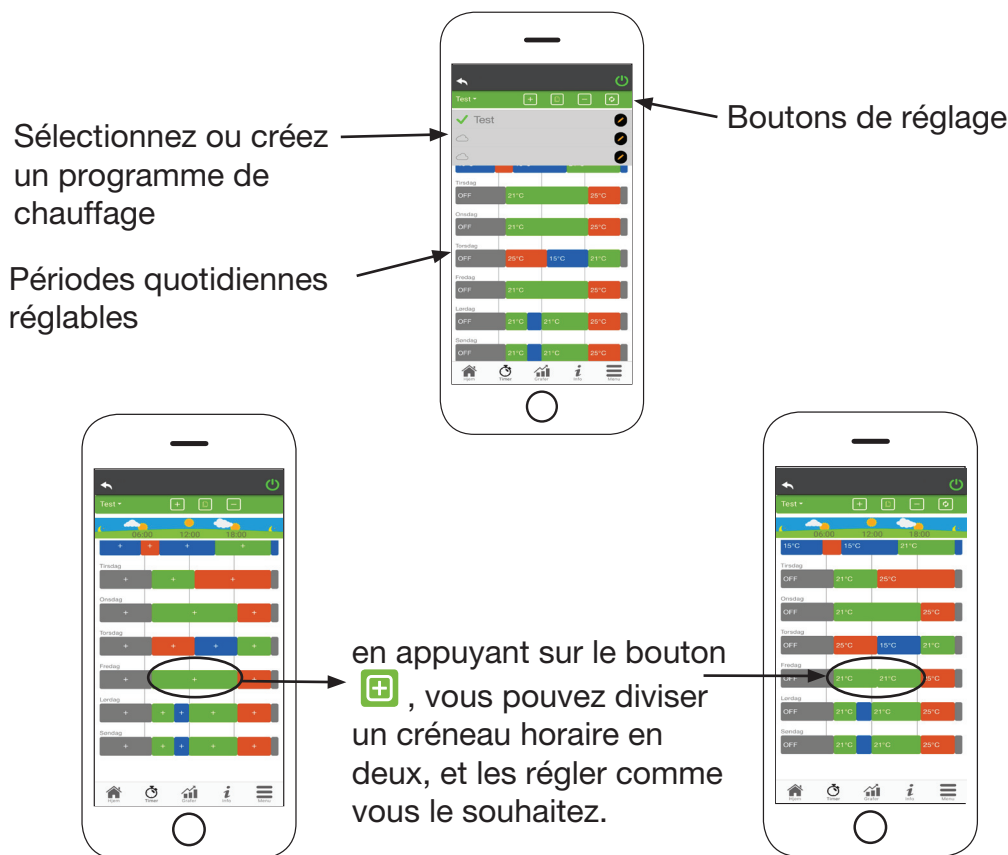 Test
Test
Tirsdag
OFF 21°C 25°C
Onsdag
OFF 21°C 25°C
Torsdag
OFF 25°C 15°C 21°C
Fredag
OFF 21°C 25°C
Lørdag
OFF 21°C 21°C 25°C
Søndag
OFF 21°C 21°C 25°C
Hjem Timer Grafer Info Menu
Boutons de réglage
Sélectionnez ou créez
un programme de
chauffage
Périodes quotidiennes
réglables
Test
06:00 12:00 18:00
+ + + +
Tirsdag
+ + +
Onsdag
+ + +
Torsdag
+ + + +
Fredag
+ + +
Lørdag
+ + + + +
Søndag
+ + + + +
Hjem Timer Grafer Info Menu
en appuyant sur le bouton
, vous pouvez diviser
un créneau horaire en
deux, et les régler comme
vous le souhaitez.
Test
06:00 12:00 18:00
15°C 15°C 21°C
Tirsdag
OFF 21°C 25°C
Onsdag
OFF 21°C 25°C
Torsdag
OFF 25°C 15°C 21°C
Fredag
OFF 21°C 21°C 25°C
Lørdag
OFF 21°C 21°C 25°C
Søndag
OFF 21°C 21°C 25°C
Hjem Timer Grafer Info Menu